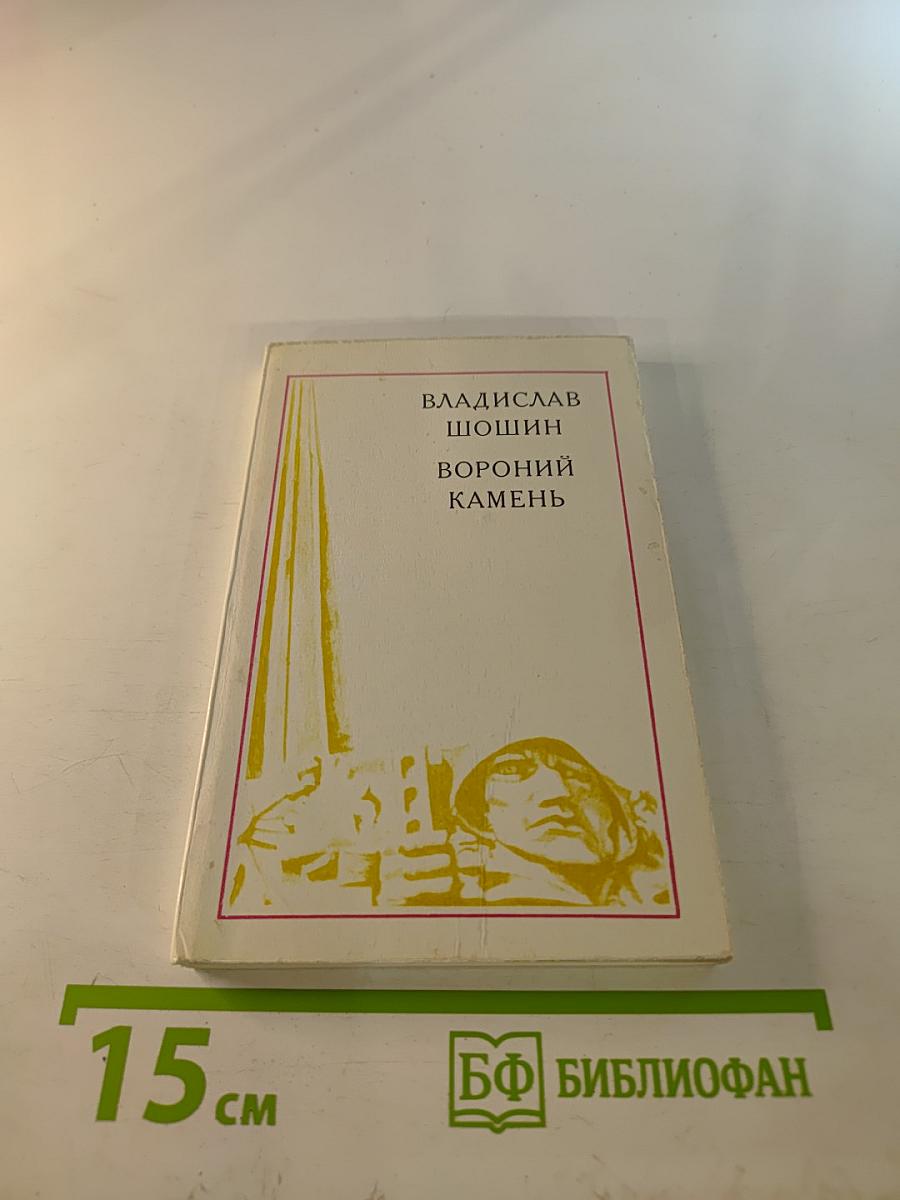 ВЛАДИСЛАВ
ШОШИН
ВОРОНИЙ
КАМЕНЬ
15 см
БФ БИБЛИОФАН